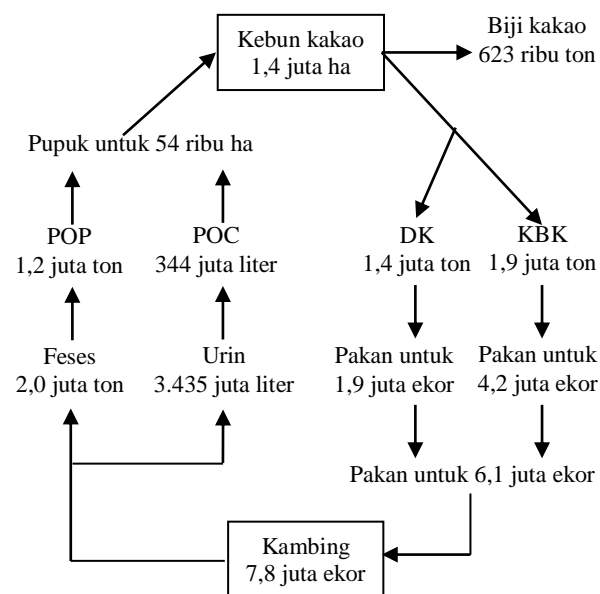 Kebun kakao
1,4 juta ha
Biji kakao
623 ribu ton
Pupuk untuk 54 ribu ha
POP
1,2 juta ton
POC
344 juta liter
DK
1,4 juta ton
KBK
1,9 juta ton
Feses
2,0 juta ton
Urin
3.435 juta liter
Pakan untuk
1,9 juta ekor
Pakan untuk
4,2 juta ekor
Pakan untuk 6,1 juta ekor
Kambing
7,8 juta ekor